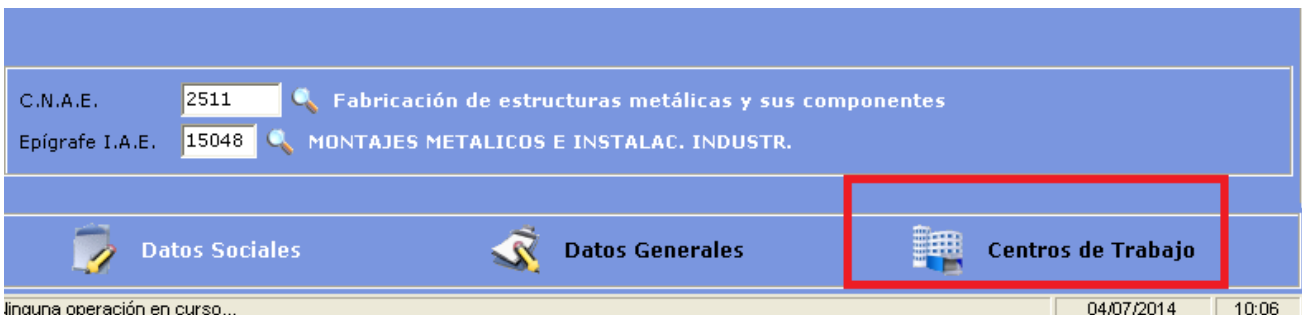 C.N.A.E. 2511 Fabricación de estructuras metálicas y sus componentes
Epígrafe I.A.E. 15048 MONTAJES METALICOS E INSTALAC. INDUSTR.
Datos Sociales Datos Generales Centros de Trabajo
linguna operación en curso... 04/07/2014 10:06